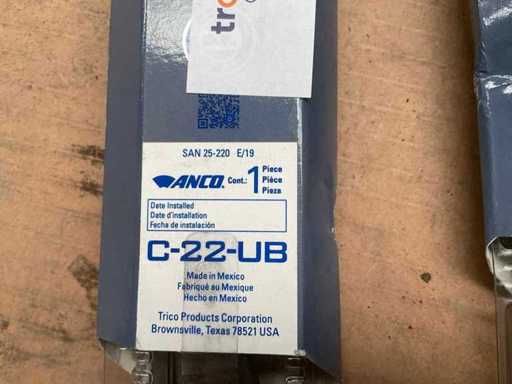 tro
SAN 25-220 E/19
ANCO. Cont.: 1 Piece
Pièce
Pieza
Date Installed
Date d'installation
Fecha de instalación
C-22-UB
Made in Mexico
Fabriqué au Mexique
Hecho en Mexico
Trico Products Corporation
Brownsville, Texas 78521 USA